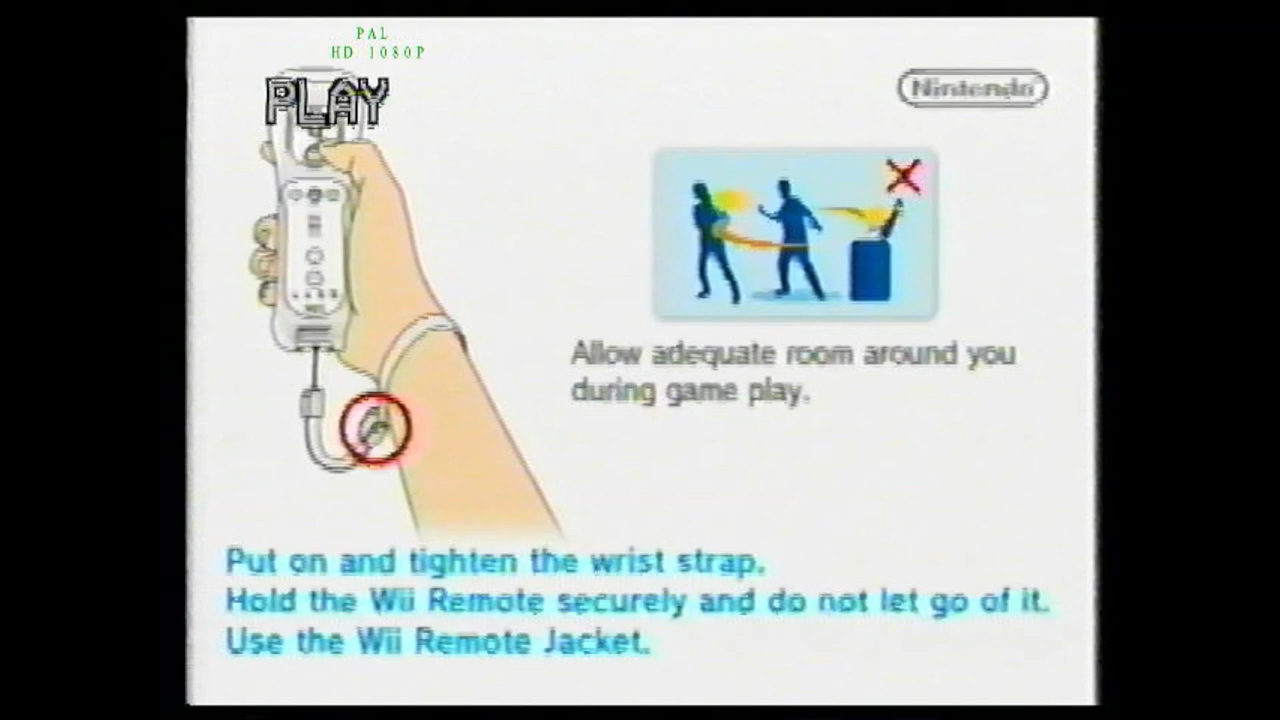 PAL
HD 1080P
PLAY
Nintendo
Allow adequate room around you
during game play.
Put on and tighten the wrist strap.
Hold the Wii Remote securely and do not let go of it.
Use the Wii Remote Jacket.